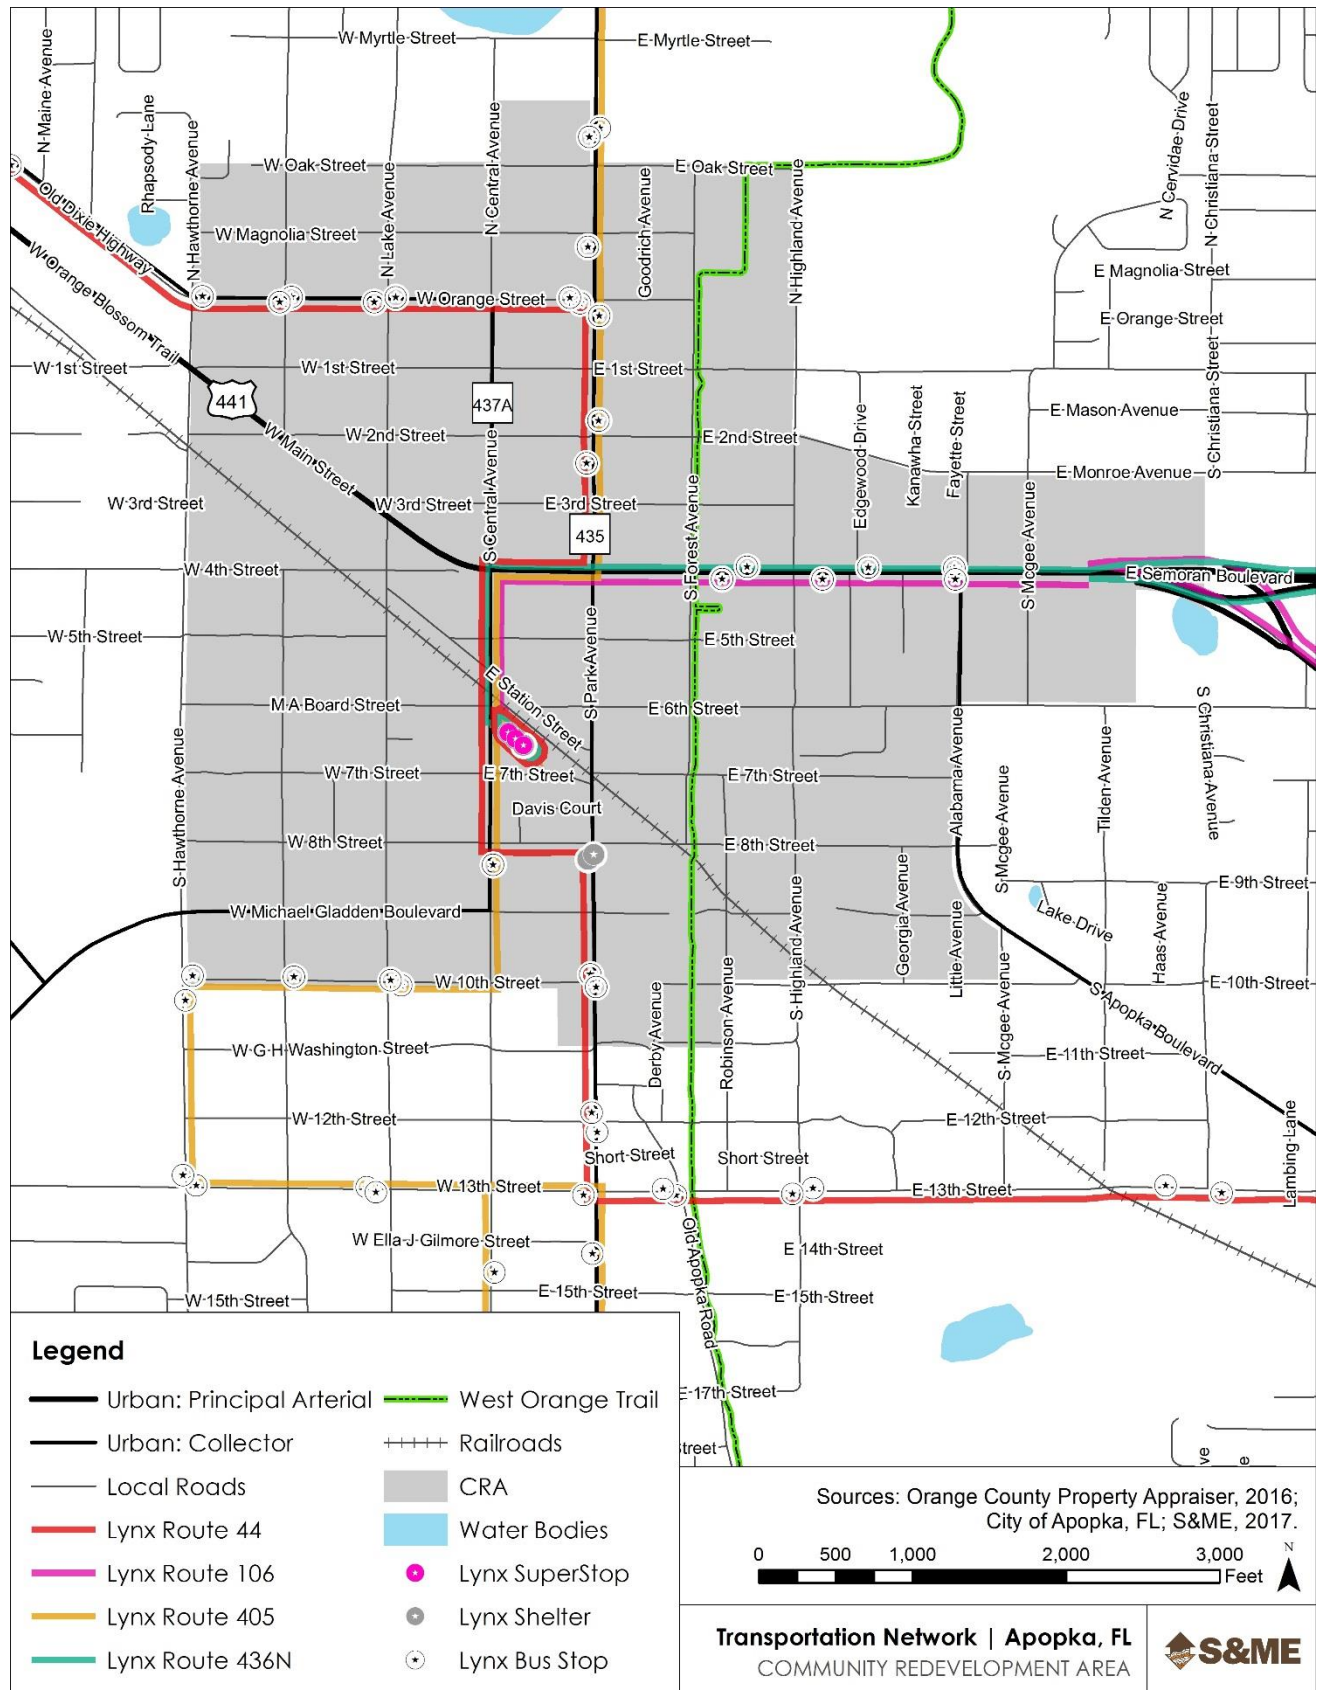 W Myrtle Street
E Myrtle Street
N Maine Avenue
Rhapsody Lane
N Hawthorne Avenue
W Oak Street
N Central Avenue
E Oak Street
N Cervidae Drive
N Christiana Street
Old Dixie Highway
W Magnolia Street
N Lake Avenue
Goodrich Avenue
N Highland Avenue
E Magnolia Street
W Orange Blossom Trail
W Orange Street
E Orange Street
W 1st Street
W 1st Street
E 1st Street
441
437A
E Mason Avenue
S Christiana Street
W Main Street
W 2nd Street
E 2nd Street
Edgewood Drive
Kanawha Street
Fayette Street
E Monroe Avenue
W 3rd Street
W 3rd Street
E 3rd Street
S Central Avenue
435
S Forest Avenue
S Mcgee Avenue
W 4th Street
E Semoran Boulevard
W 5th Street
E 5th Street
E Station Street
S Park Avenue
M A Board Street
E 6th Street
S Hawthorne Avenue
W 7th Street
E 7th Street
E 7th Street
Alabama Avenue
Tilden Avenue
S Christiana Avenue
Davis Court
W 8th Street
E 8th Street
S Mcgee Avenue
E 9th Street
W Michael Gladden Boulevard
S Highland Avenue
Georgia Avenue
Little Avenue
Lake Drive
Haas Avenue
W 10th Street
E 10th Street
Derby Avenue
Robinson Avenue
S Mcgee Avenue
S Apopka Boulevard
W G H Washington Street
E 11th Street
W 12th Street
E 12th Street
Short Street
Short Street
Lambing Lane
W 13th Street
E 13th Street
W Ella J Gilmore Street
Old Apopka Road
E 14th Street
W 15th Street
E 15th Street
E 15th Street
E 17th Street
treet
ve
e
Legend
Urban: Principal Arterial
Urban: Collector
Local Roads
Lynx Route 44
Lynx Route 106
Lynx Route 405
Lynx Route 436N
West Orange Trail
Railroads
CRA
Water Bodies
Lynx SuperStop
Lynx Shelter
Lynx Bus Stop
Sources: Orange County Property Appraiser, 2016;
City of Apopka, FL; S&ME, 2017.
0 500 1,000 2,000 3,000
Feet
N
Transportation Network | Apopka, FL
COMMUNITY REDEVELOPMENT AREA
S&ME